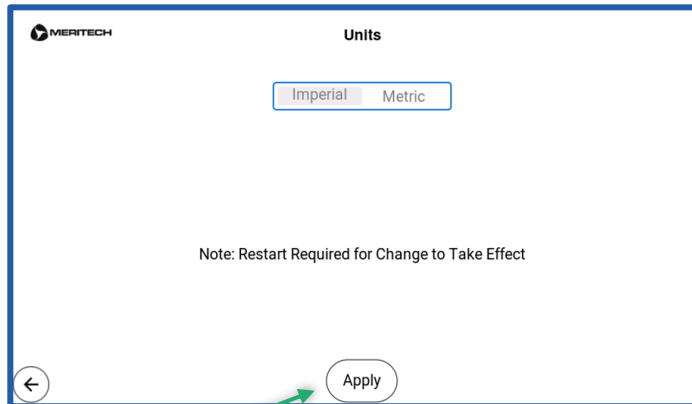 MERITECH
Units
Imperial Metric
Note: Restart Required for Change to Take Effect
Apply